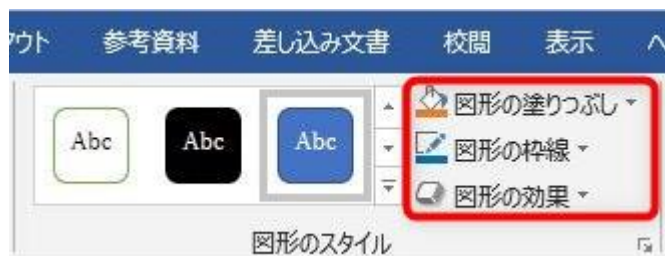 ウト 参考資料 差し込み文書 校閲 表示 ヘ
Abc Abc Abc 図形の塗りつぶし
図形の枠線
図形の効果
図形のスタイル